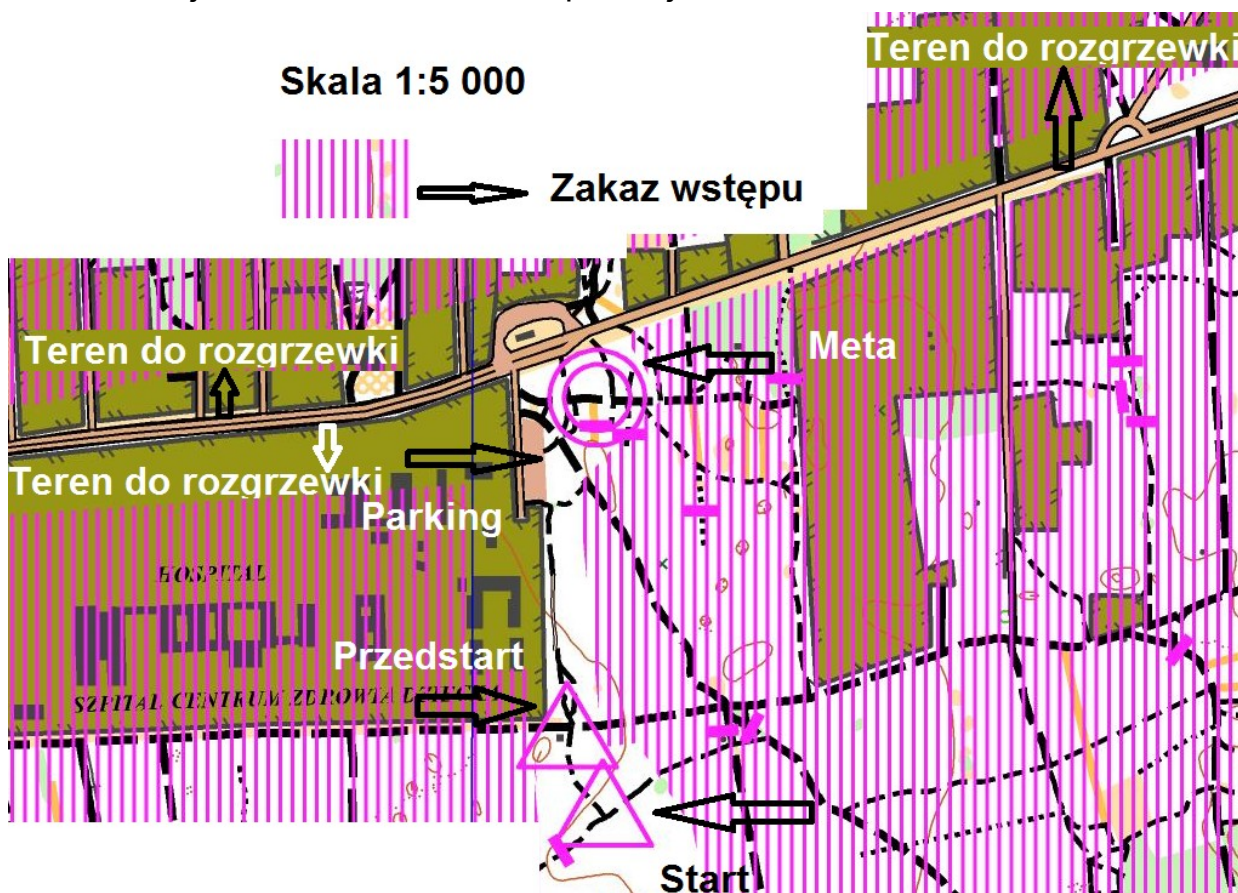 Teren do rozgrzewki
Skala 1:5 000
Zakaz wstępu
Teren do rozgrzewki
Meta
Teren do rozgrzewki
Parking
HOSPITAL
Przedstart
SZPITAL CENTRUM ZDROWIA DZIECKA
Start